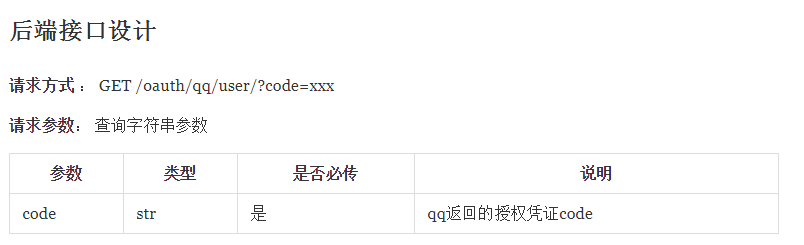 后端接口设计
请求方式 : GET /oauth/qq/user/?code=xxx
请求参数: 查询字符串参数
参数 类型 是否必传 说明
code str 是 qq返回的授权凭证code